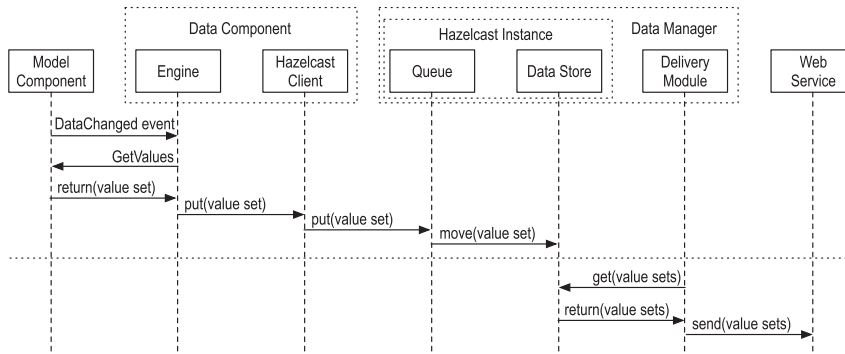 Data Component
Hazelcast Instance
Data Manager
Model
Component
Engine
Hazelcast
Client
Queue
Data Store
Delivery
Module
Web
Service
DataChanged event
GetValues
return(value set)
put(value set)
put(value set)
move(value set)
get(value sets)
return(value sets)
send(value sets)